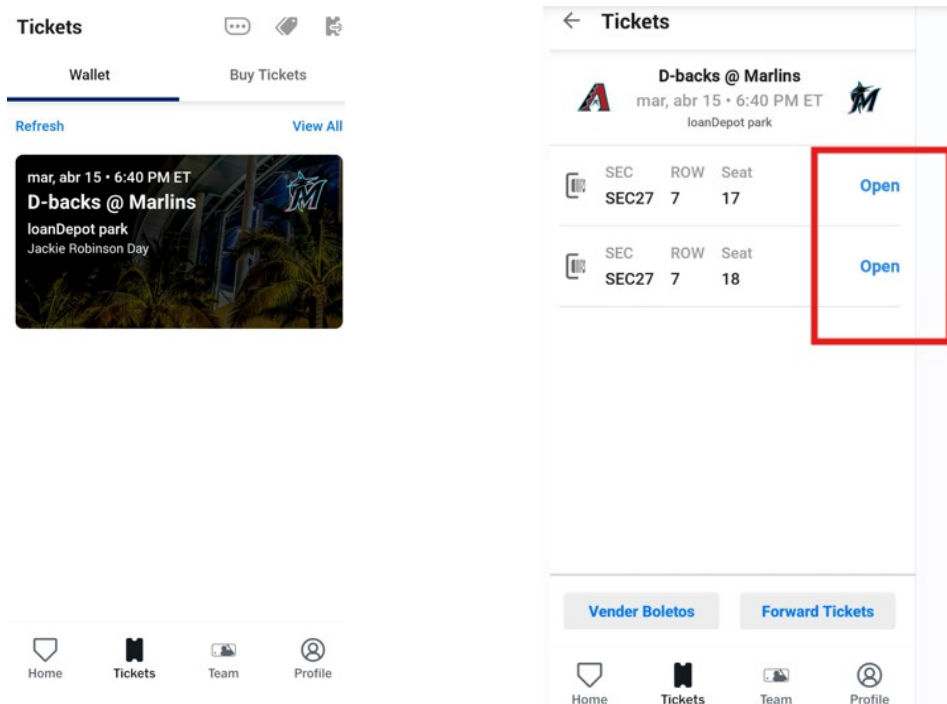 Tickets
Wallet
Buy Tickets
Refresh
View All
mar, abr 15 • 6:40 PM ET
D-backs @ Marlins
loanDepot park
Jackie Robinson Day
Home
Tickets
Team
Profile
Tickets
D-backs @ Marlins
mar, abr 15 • 6:40 PM ET
loanDepot park
SEC ROW Seat
SEC27 7 17
Open
SEC ROW Seat
SEC27 7 18
Open
Vender Boletos
Forward Tickets
Home
Tickets
Team
Profile